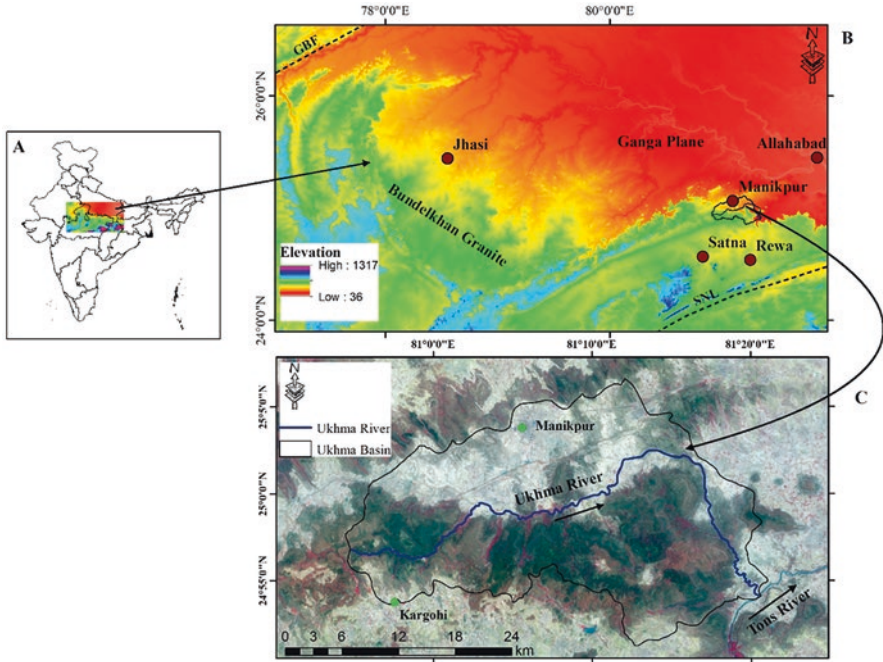 A
78°0'0"E
80°0'0"E
26°0'0"N
24°0'0"N
GBF
N
B
Jhasi
Ganga Plane
Allahabad
Manikpur
Bundelkhan Granite
Satna
Rewa
SNL
Elevation
High : 1317
Low : 36
81°0'0"E
81°10'0"E
81°20'0"E
25°5'0"N
25°0'0"N
24°55'0"N
N
C
Ukhma River
Ukhma Basin
Manikpur
Ukhma River
Kargohi
Tons River
0 3 6 12 18 24
km